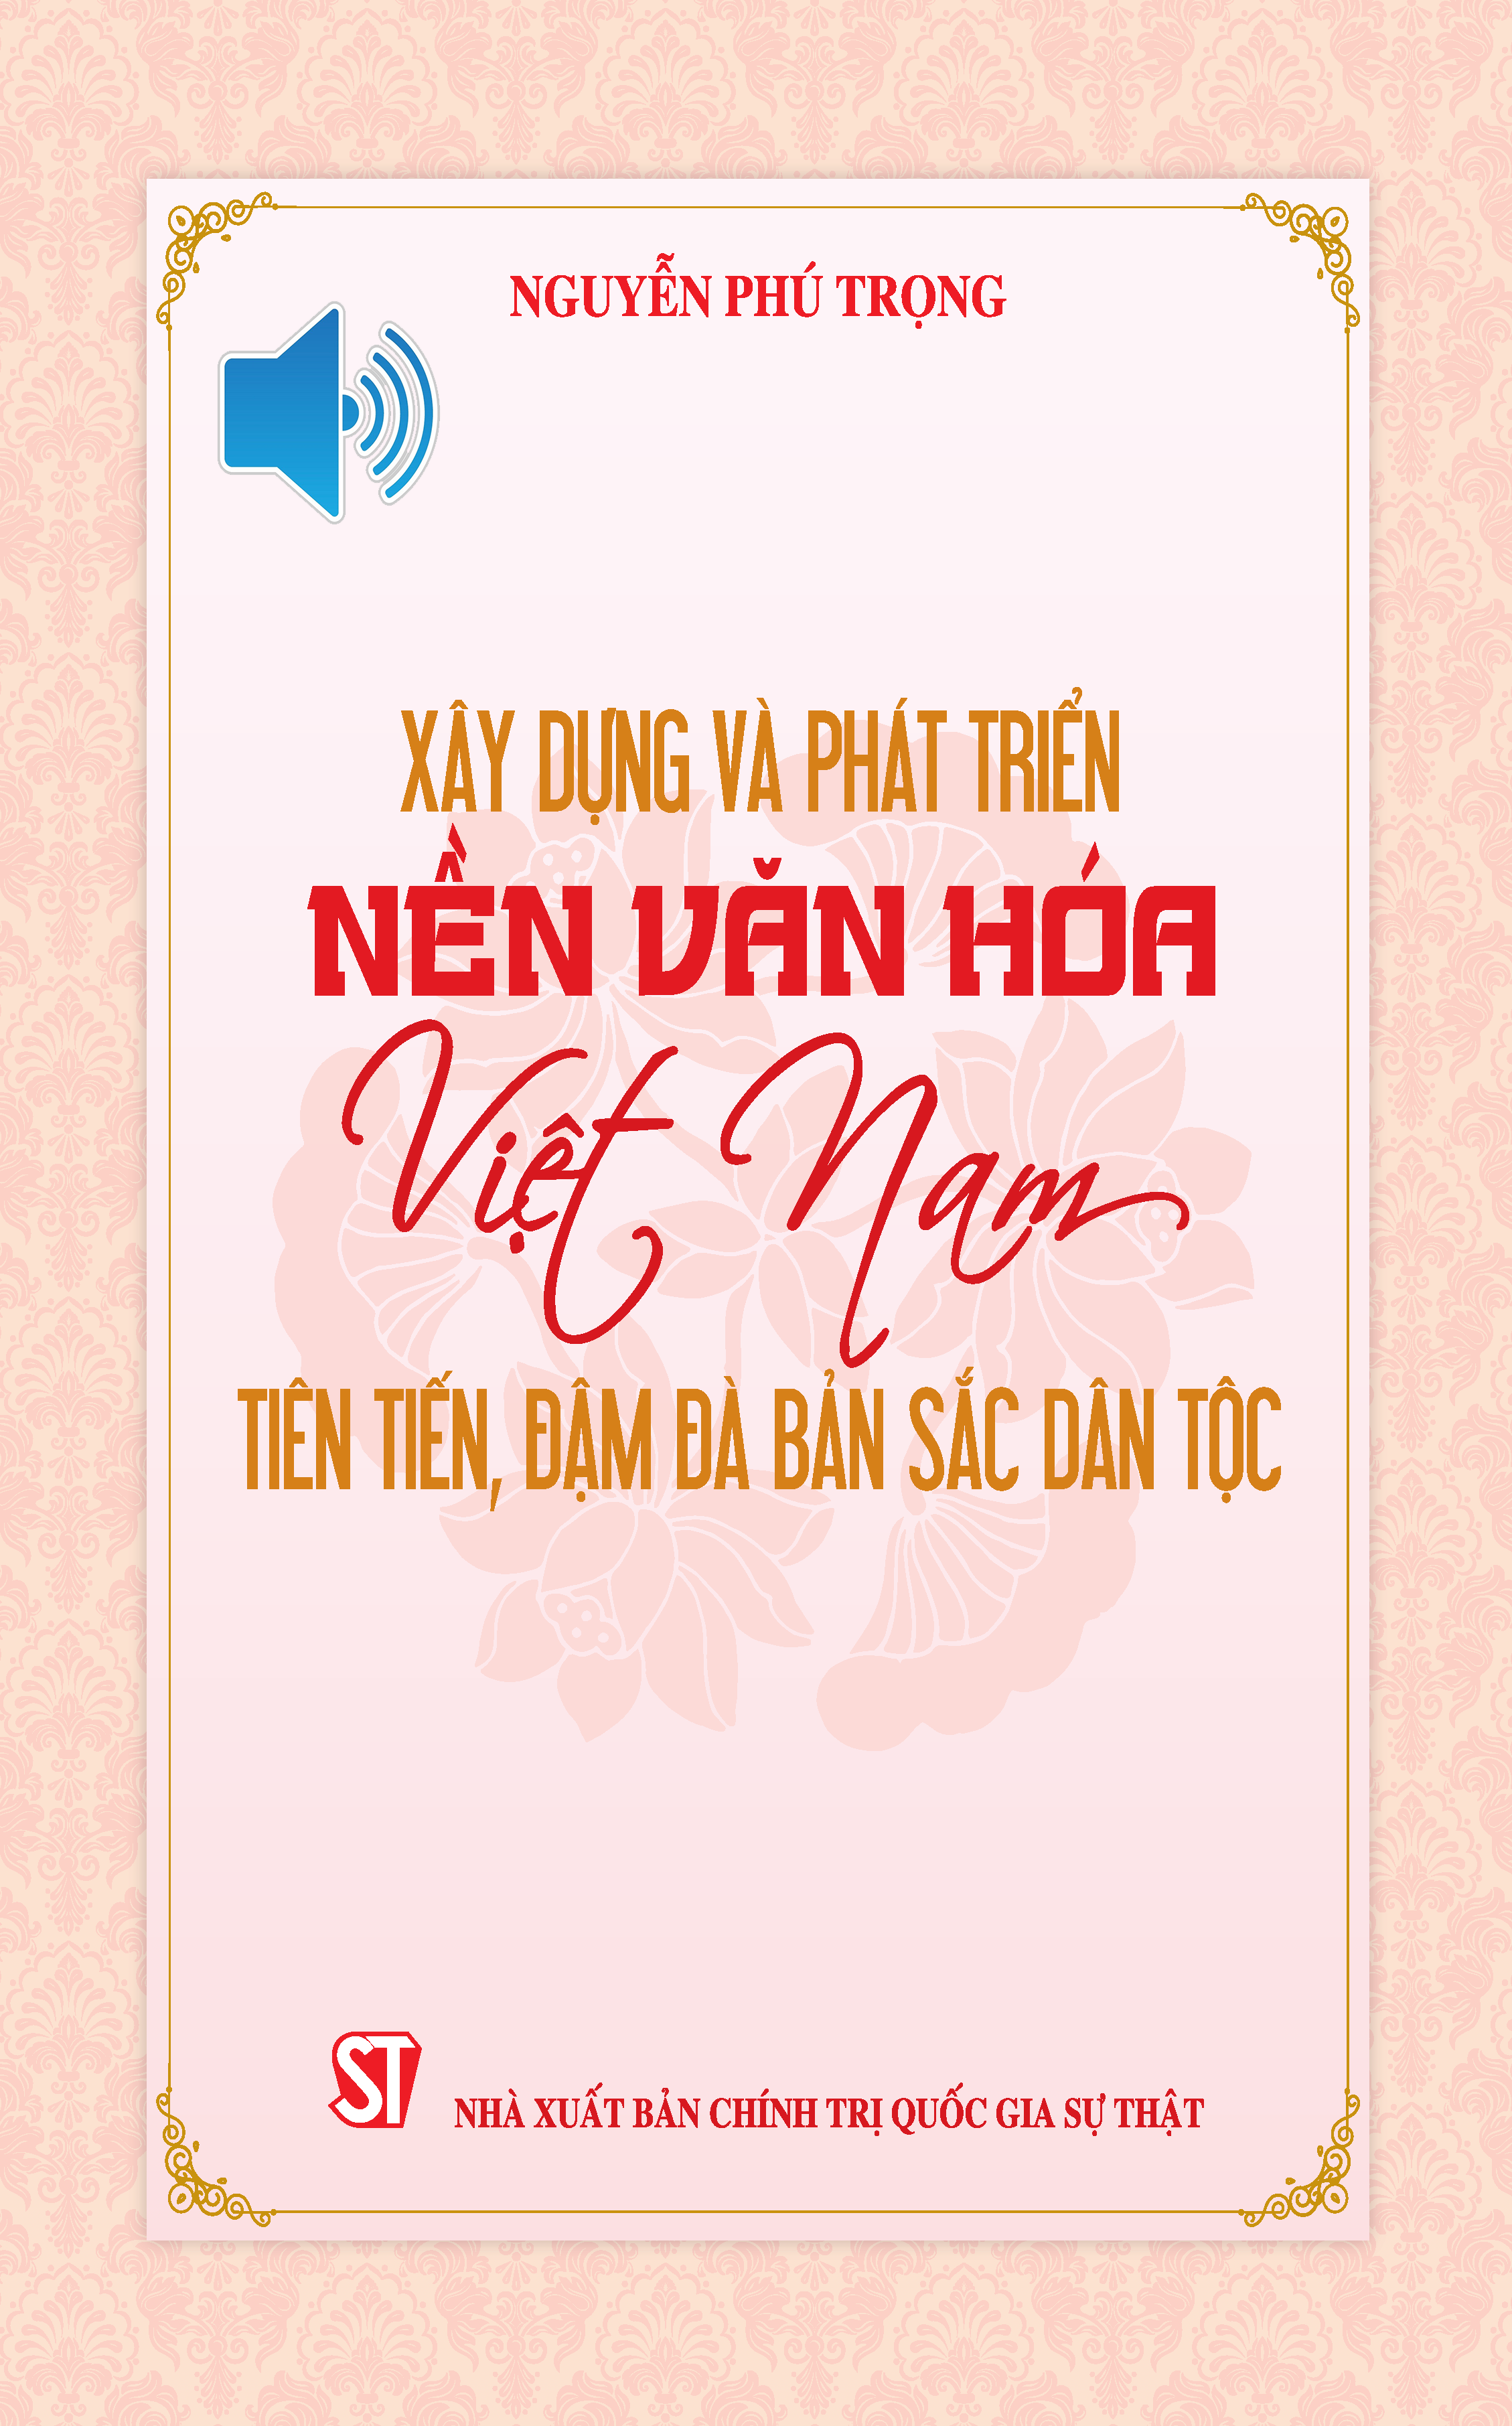 NGUYỄN PHÚ TRỌNG
XÂY DỰNG VÀ PHÁT TRIỂN
NỀN VĂN HÓA
Việt Nam
TIÊN TIẾN, ĐẬM ĐÀ BẢN SẮC DÂN TỘC
ST
NHÀ XUẤT BẢN CHÍNH TRỊ QUỐC GIA SỰ THẬT